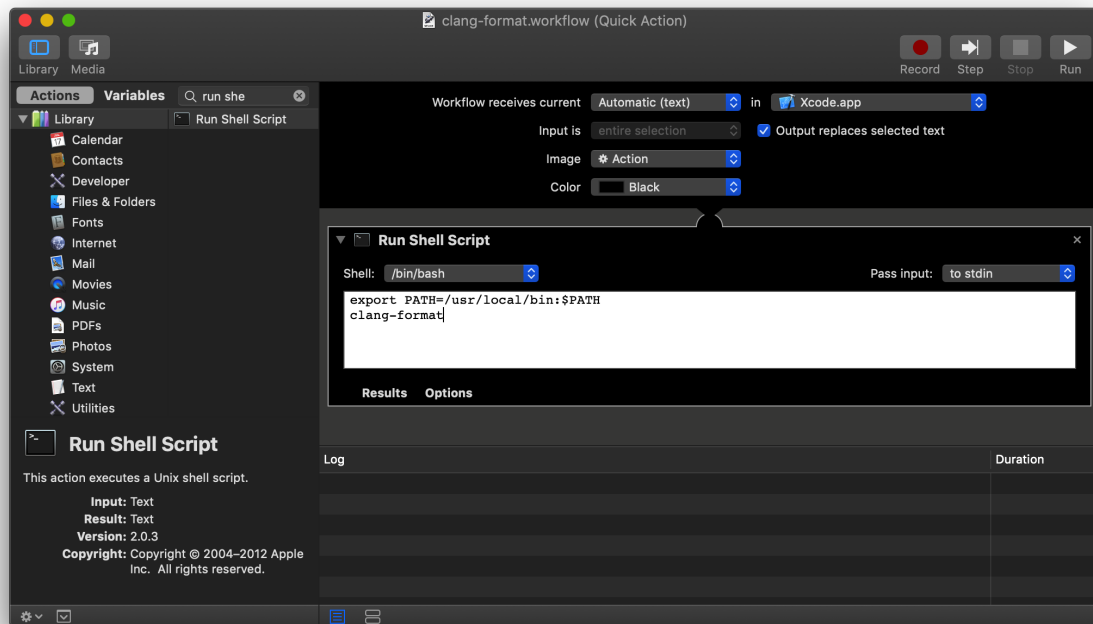 clang-format.workflow (Quick Action)
Library
Media
Record
Step
Stop
Run
Actions
Variables
run she
Library
Run Shell Script
Calendar
Contacts
Developer
Files & Folders
Fonts
Internet
Mail
Movies
Music
PDFs
Photos
System
Text
Utilities
Run Shell Script
This action executes a Unix shell script.
Input: Text
Result: Text
Version: 2.0.3
Copyright: Copyright © 2004–2012 Apple
Inc. All rights reserved.
Workflow receives current Automatic (text) in Xcode.app
Input is entire selection Output replaces selected text
Image Action
Color Black
Run Shell Script
Shell: /bin/bash Pass input: to stdin
export PATH=/usr/local/bin:$PATH
clang-format
Results Options
Log Duration